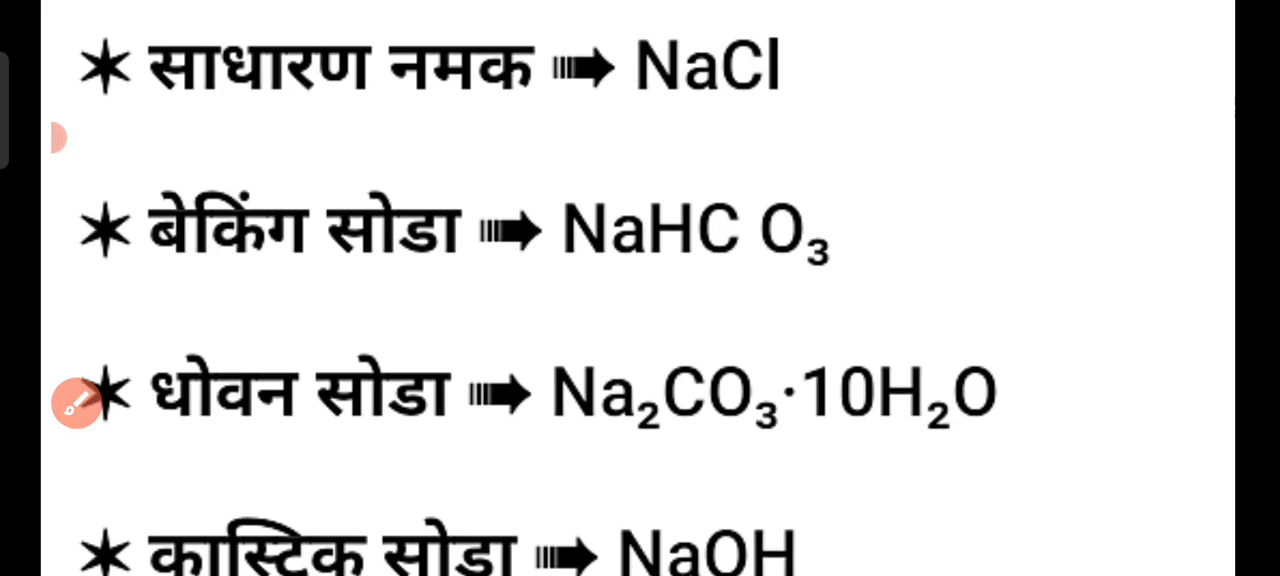 ✶ साधारण नमक ➠ NaCl
✶ बेकिंग सोडा ➠ NaHC O₃
✶ धोवन सोडा ➠ Na₂CO₃·10H₂O
✶ कास्टिक सोडा ➠ NaOH